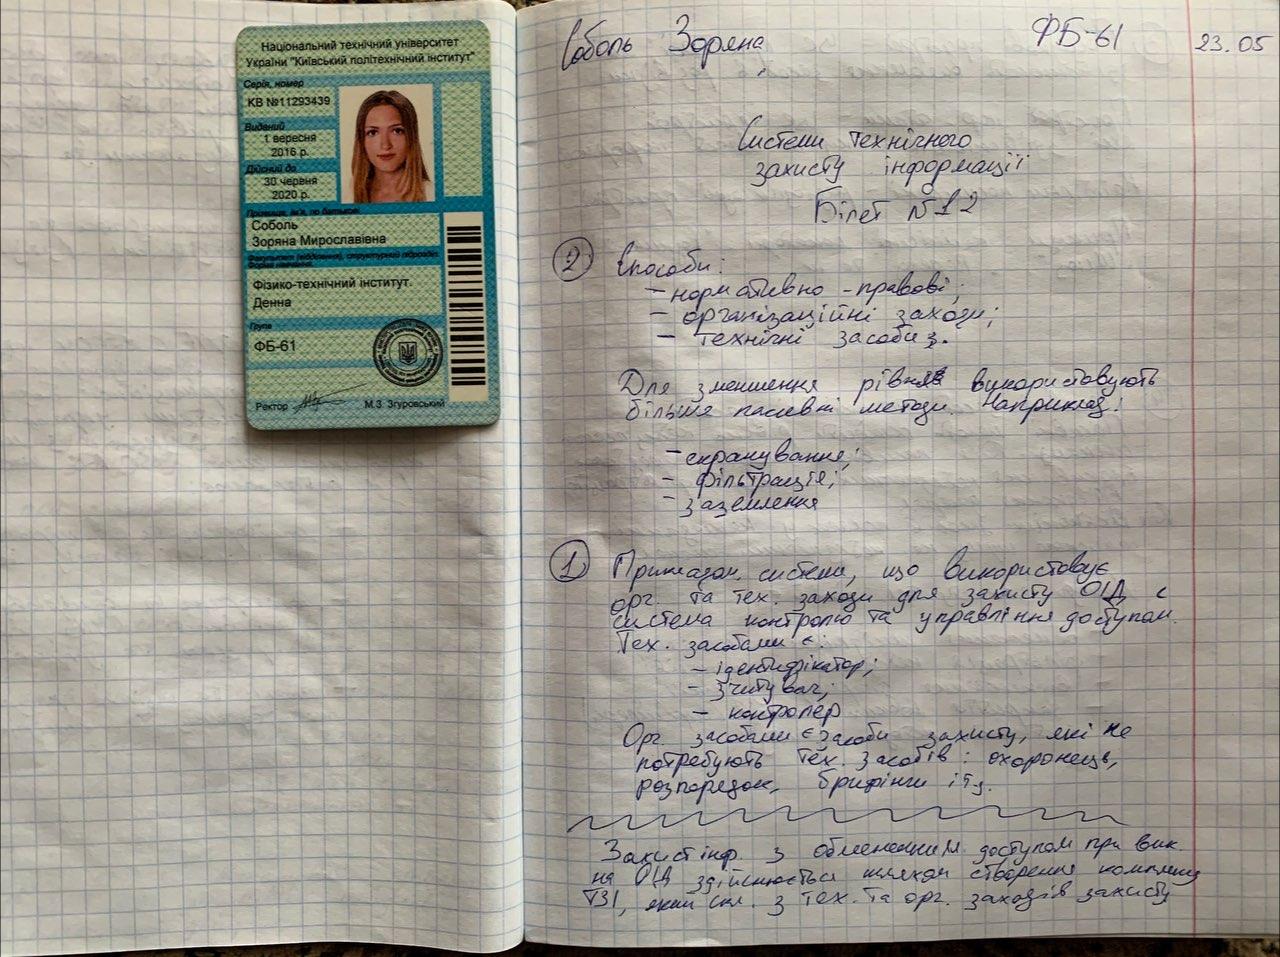 Національний технічний університет
України "Київський політехнічний інститут"
Серія, номер
КВ №11293439
Виданий
1 вересня
2016 р.
Дійсний до
30 червня
2020 р.
Прізвище, ім'я, по батькові
Соболь
Зоряна Мирославівна
Факультет (відділення), структурний підрозділ.
Форма навчання.
Фізико-технічний інститут.
Денна
Група
ФБ-61
Ректор
М.З. Згуровський
Соболь Зоряна ФБ-61 23.05
Системи технічного
захисту інформації
Білет №12
2 Способи:
- нормативно-правові;
- організаційні заходи;
- технічні засоби з.
Для зменшення рівня використовують
більше пасивні методи. Наприклад:
- екранування;
- фільтрація;
- заземлення
1 Прикладом системи, що використовує
орг. та тех. заходи для захисту ОІД є
система контролю та управління доступом.
Тех. засобами є:
- ідентифікатор;
- зчитувач;
- контролер
Орг засобами є засоби захисту, які не
потребують тех. засобів: охоронець,
розпорядок, брифінги і т.з.
Захист інф. з обмеженим доступом при вик.
на ОІД здійснюється шляхом створення комплексу
ТЗІ, який скл. з тех. та орг. заходів захисту